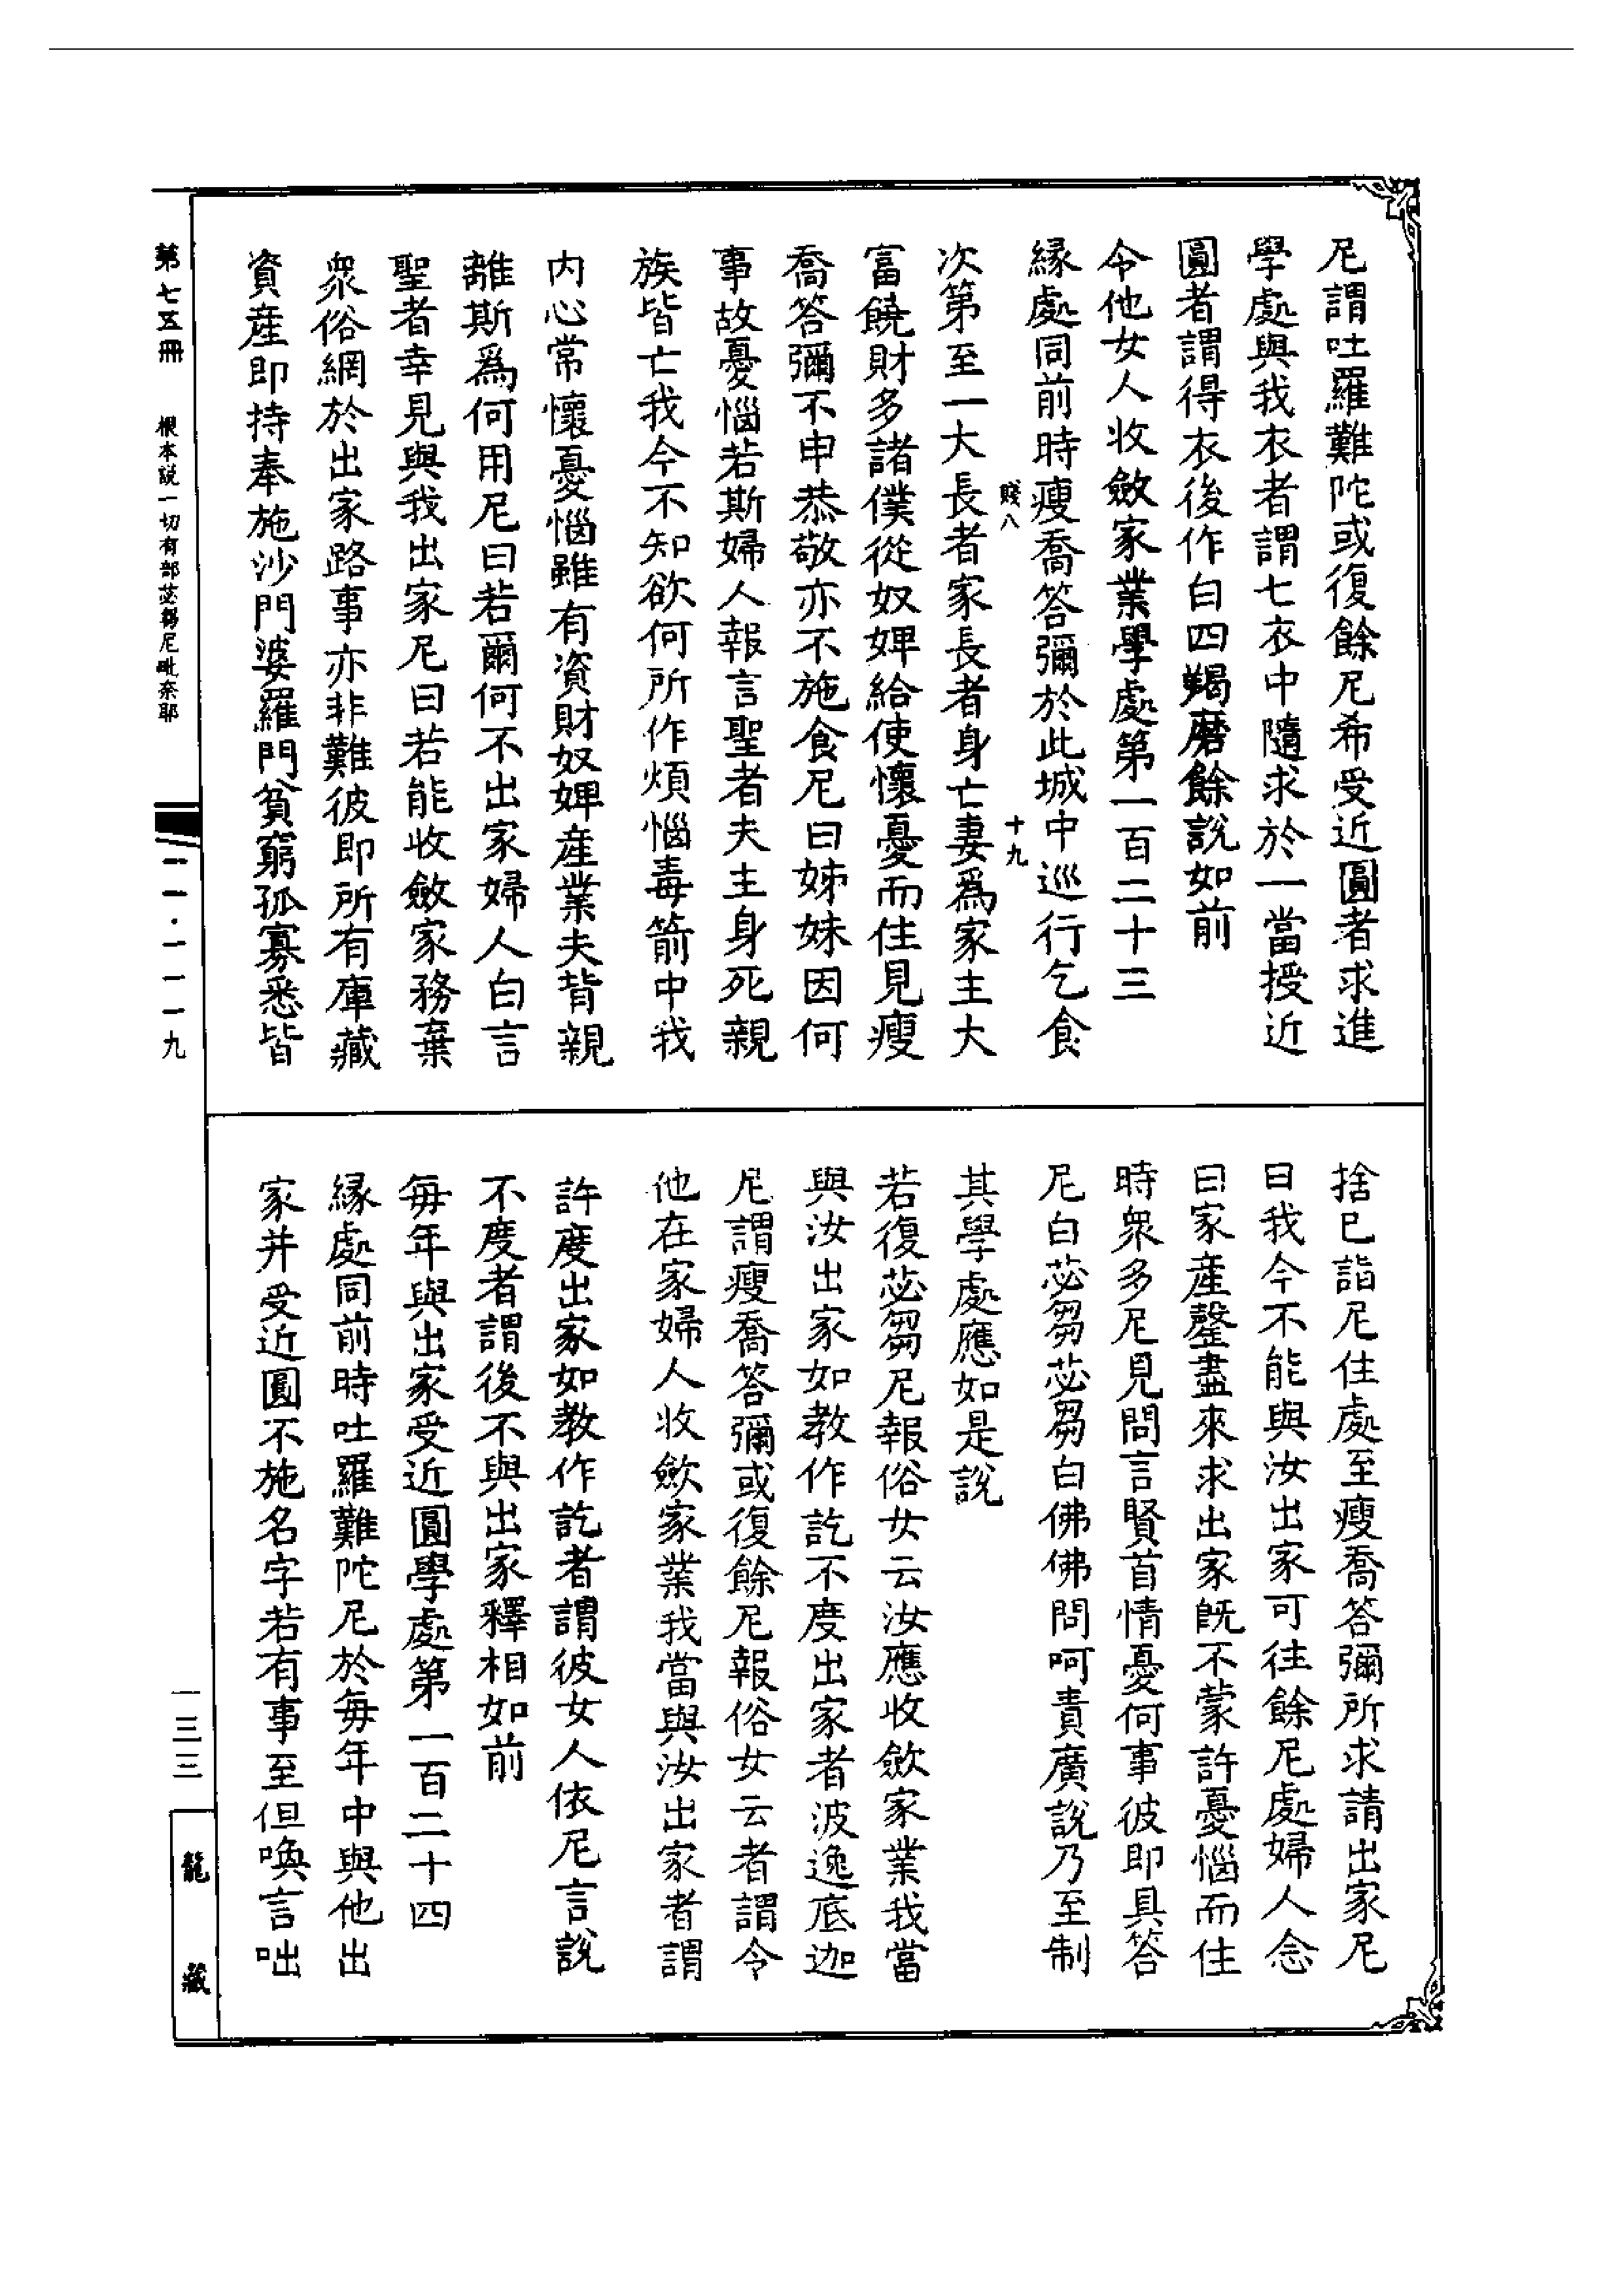 尼謂吐羅難陀或復餘尼希受近圓者求進
學處與我衣者謂七衣中隨求於一當授近
圓者謂得衣後作白四羯磨餘說如前
令他女人收斂家業學處第一百二十三
緣處同前時瘦喬答彌於此城中巡行乞食
賤八 十九
次第至一大長者家長者身亡妻為家主大
富饒財多諸僕從奴婢給使懷憂而住見瘦
喬答彌不申恭敬亦不施食尼曰姊妹因何
事故憂惱若斯婦人報言聖者夫主身死親
族皆亡我今不知欲何所作煩惱毒箭中我
內心常懷憂惱雖有資財奴婢產業夫背親
離斯爲何用尼曰若爾何不出家婦人白言
聖者幸見與我出家尼曰若能收斂家務棄
眾俗網於出家路事亦非難彼即所有庫藏
資產即持奉施沙門婆羅門貧窮孤寡悉皆
捨已詣尼住處至瘦喬答彌所求請出家尼
曰我今不能與汝出家可往餘尼處婦人念
曰家產罄盡來求出家既不蒙許憂惱而住
時眾多尼見問言賢首情憂何事彼即具答
尼白苾芻苾芻白佛佛問呵責廣說乃至制
其學處應如是說
若復苾芻尼報俗女云汝應收斂家業我當
與汝出家如教作訖不度出家者波逸底迦
尼謂瘦喬答彌或復餘尼報俗女云者謂令
他在家婦人收斂家業我當與汝出家者謂
許度出家如教作訖者謂彼女人依尼言說
不度者謂後不與出家釋相如前
每年與出家受近圓學處第一百二十四
緣處同前時吐羅難陀尼於每年中與他出
家并受近圓不施名字若有事至但喚言咄
第七五冊 根本說一切有部苾芻尼毗奈耶
一一·一一一九
一三三
龍藏